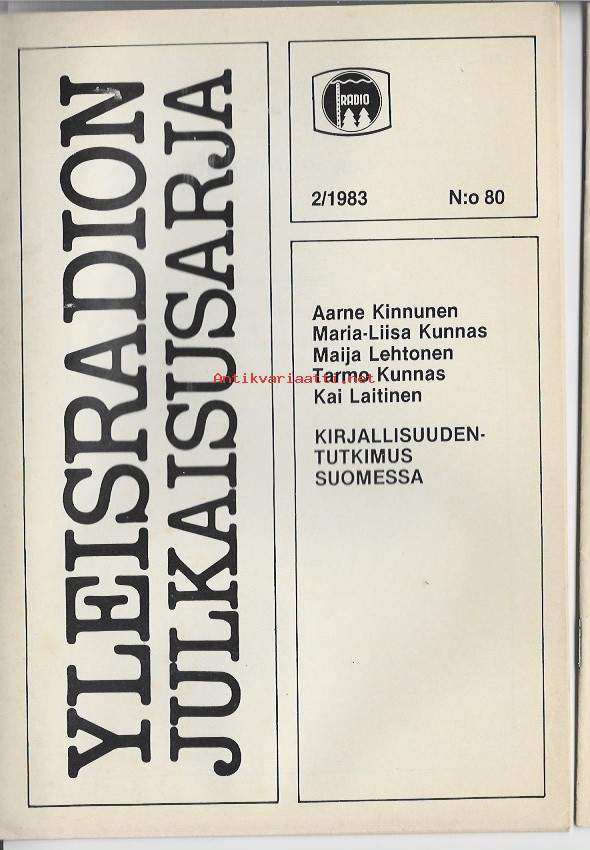 YLEISRADION
JULKAISUSARJA
RADIO
2/1983 N:o 80
Aarne Kinnunen
Maria-Liisa Kunnas
Maija Lehtonen
Tarmo Kunnas
Kai Laitinen
KIRJALLISUUDEN-
TUTKIMUS
SUOMESSA
Antikvariaatti.net